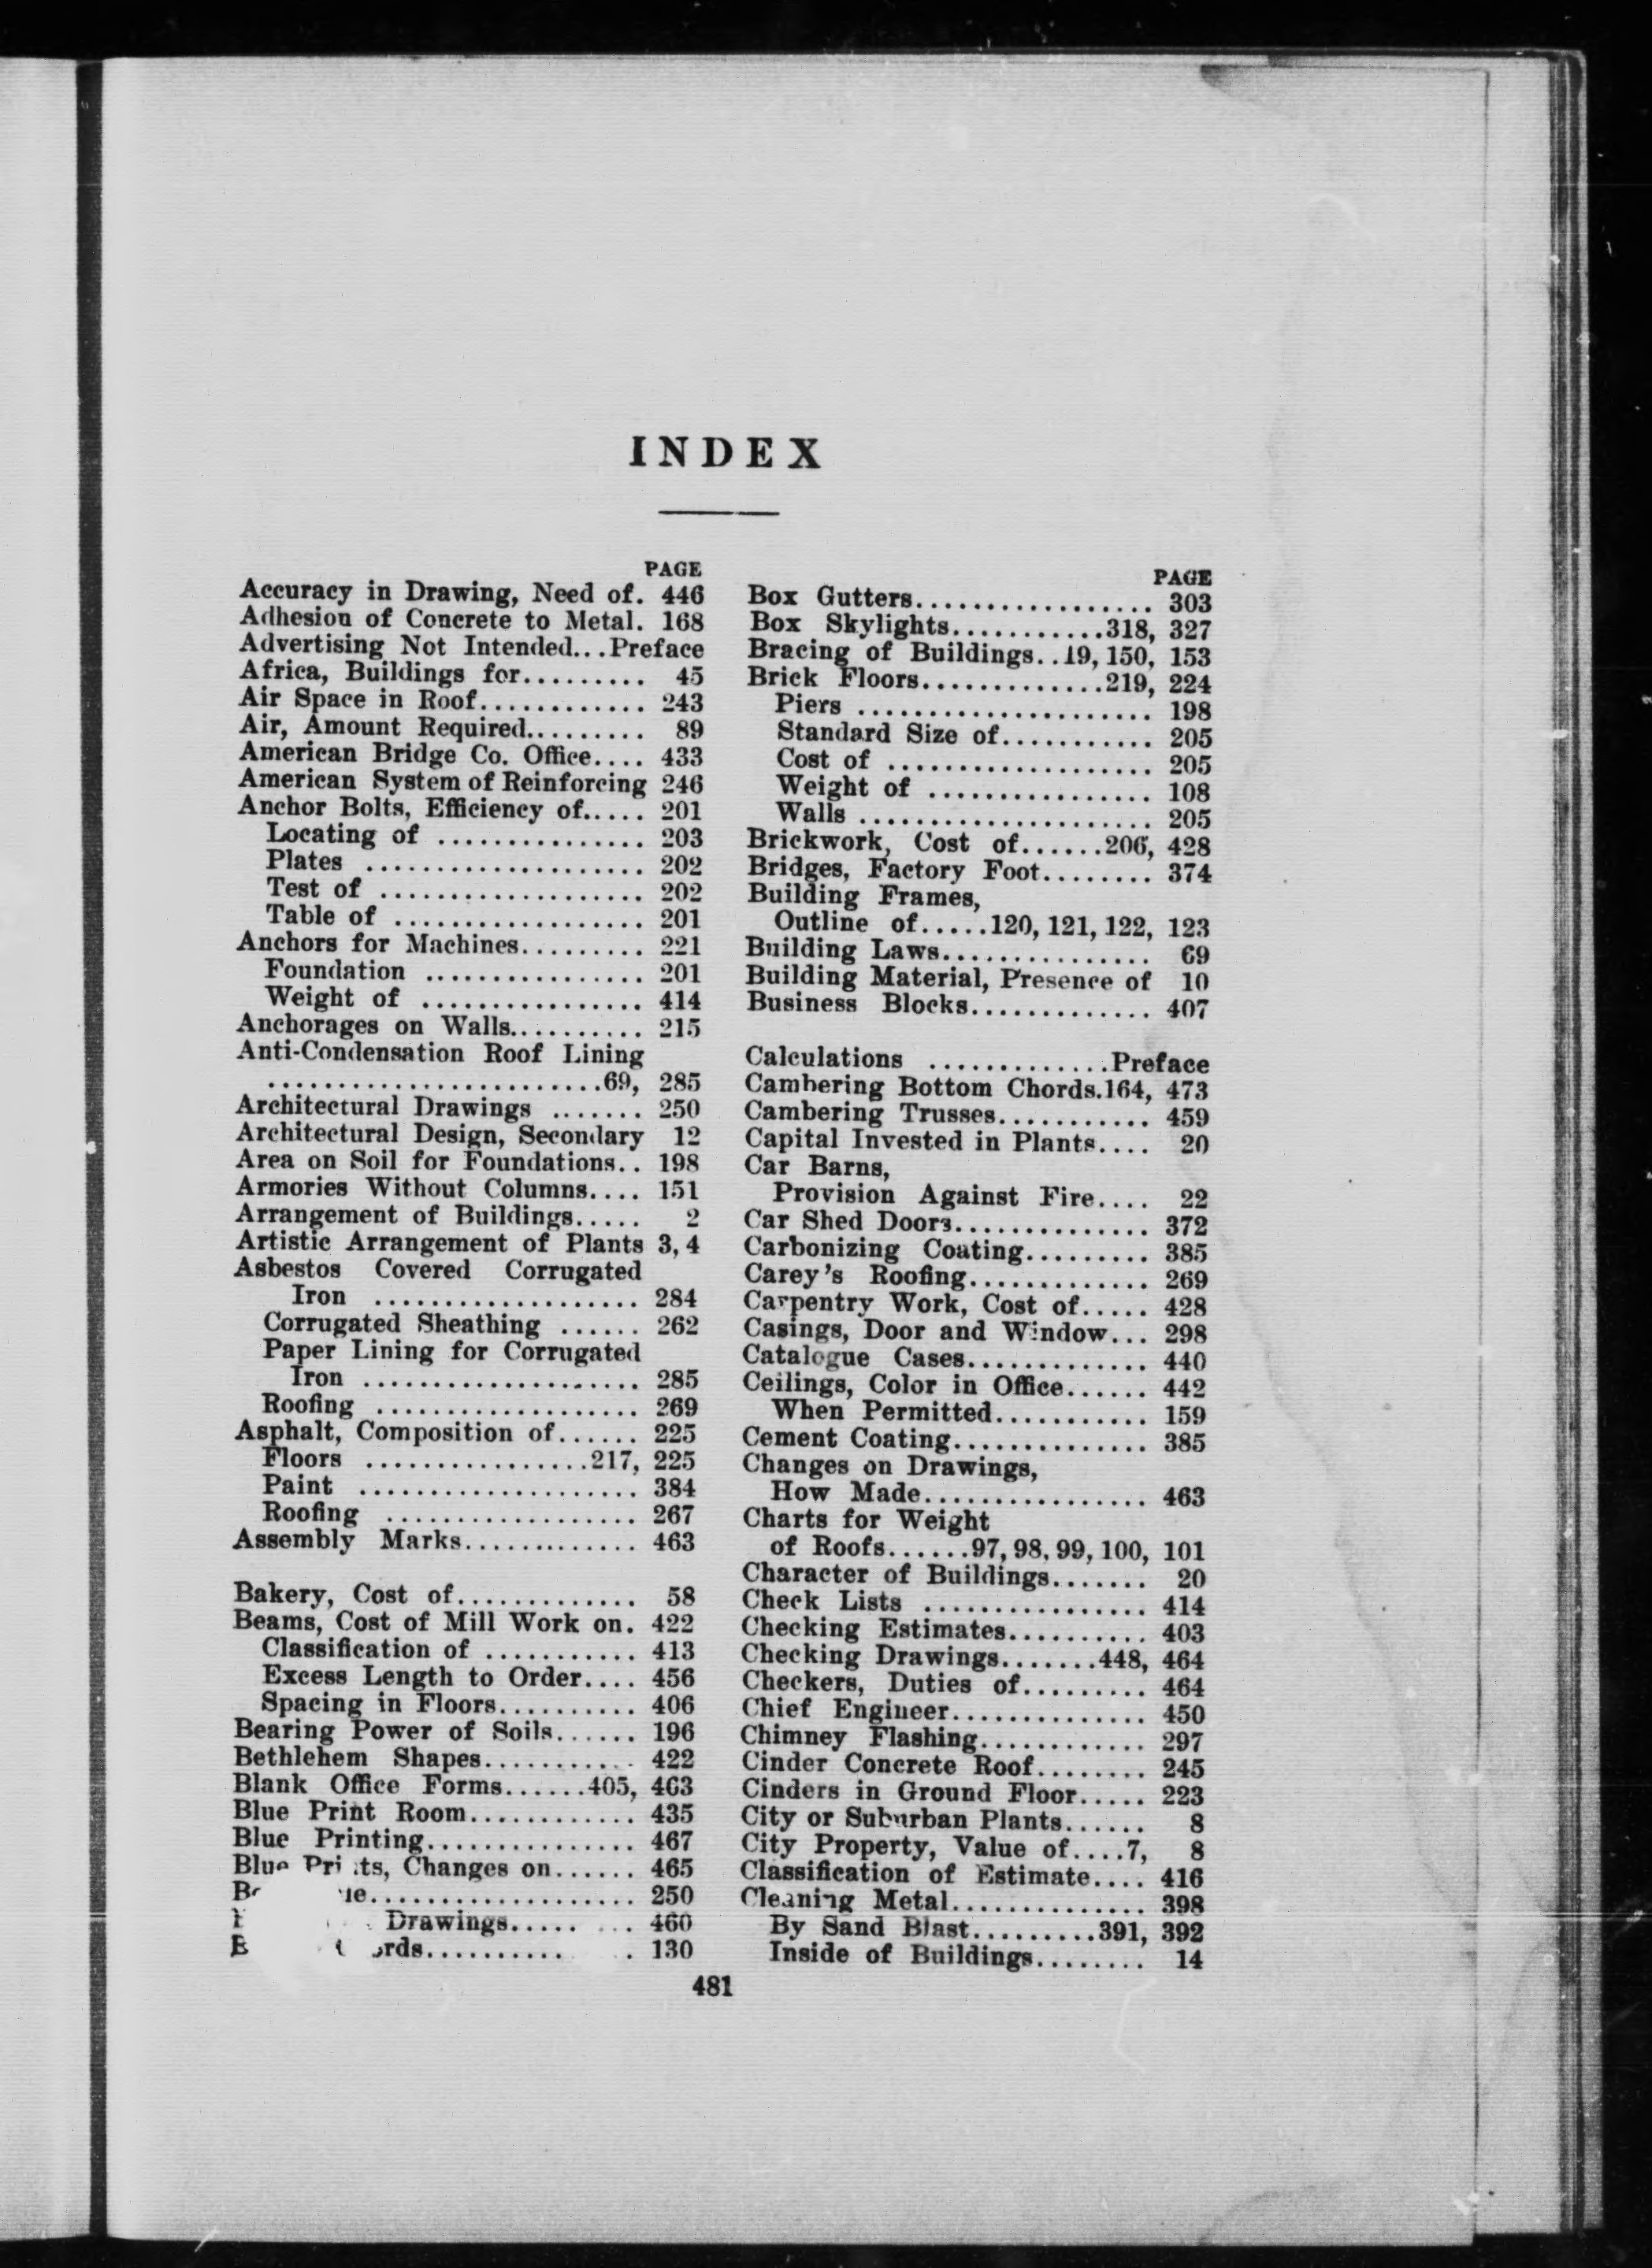 INDEX
PAGE
Accuracy in Drawing, Need of. 446
Adhesion of Concrete to Metal. 168
Advertising Not Intended...Preface
Africa, Buildings for......... 45
Air Space in Roof............ 243
Air, Amount Required......... 89
American Bridge Co. Office.... 433
American System of Reinforcing 246
Anchor Bolts, Efficiency of..... 201
Locating of ............... 203
Plates .................... 202
Test of ................... 202
Table of .................. 201
Anchors for Machines......... 221
Foundation ................ 201
Weight of ................ 414
Anchorages on Walls.......... 215
Anti-Condensation Roof Lining
........................69, 285
Architectural Drawings ....... 250
Architectural Design, Secondary 12
Area on Soil for Foundations.. 198
Armories Without Columns.... 151
Arrangement of Buildings..... 2
Artistic Arrangement of Plants 3, 4
Asbestos Covered Corrugated
Iron ................... 284
Corrugated Sheathing ...... 262
Paper Lining for Corrugated
Iron .................... 285
Roofing ................... 269
Asphalt, Composition of...... 225
Floors ................217, 225
Paint .................... 384
Roofing .................. 267
Assembly Marks............. 463
Bakery, Cost of............. 58
Beams, Cost of Mill Work on. 422
Classification of ........... 413
Excess Length to Order.... 456
Spacing in Floors.......... 406
Bearing Power of Soils...... 196
Bethlehem Shapes........... 422
Blank Office Forms......405, 463
Blue Print Room............ 435
Blue Printing............... 467
Blue Prints, Changes on...... 465
250
Drawings..... ... 460
130
PAGE
Box Gutters................. 303
Box Skylights...........318, 327
Bracing of Buildings..19, 150, 153
Brick Floors.............219, 224
Piers ..................... 198
Standard Size of........... 205
Cost of ................... 205
Weight of ................ 108
Walls ..................... 205
Brickwork, Cost of......206, 428
Bridges, Factory Foot........ 374
Building Frames,
Outline of.....120, 121, 122, 123
Building Laws............... 69
Building Material, Presence of 10
Business Blocks............. 407
Calculations .............Preface
Cambering Bottom Chords.164, 473
Cambering Trusses........... 459
Capital Invested in Plants.... 20
Car Barns,
Provision Against Fire.... 22
Car Shed Doors.............. 372
Carbonizing Coating......... 385
Carey's Roofing............. 269
Carpentry Work, Cost of..... 428
Casings, Door and Window... 298
Catalogue Cases............. 440
Ceilings, Color in Office...... 442
When Permitted........... 159
Cement Coating.............. 385
Changes on Drawings,
How Made................ 463
Charts for Weight
of Roofs......97, 98, 99, 100, 101
Character of Buildings....... 20
Check Lists ................ 414
Checking Estimates.......... 403
Checking Drawings.......448, 464
Checkers, Duties of......... 464
Chief Engineer.............. 450
Chimney Flashing............ 297
Cinder Concrete Roof........ 245
Cinders in Ground Floor..... 223
City or Suburban Plants...... 8
City Property, Value of....7, 8
Classification of Estimate.... 416
Cleaning Metal.............. 398
By Sand Blast.........391, 392
Inside of Buildings........ 14
481